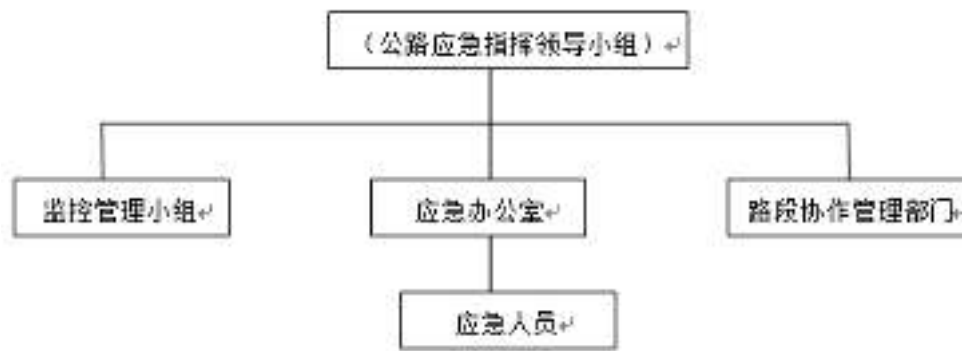 （公路应急指挥领导小组）
监控管理小组
应急办公室
路段协作管理部门
应急人员